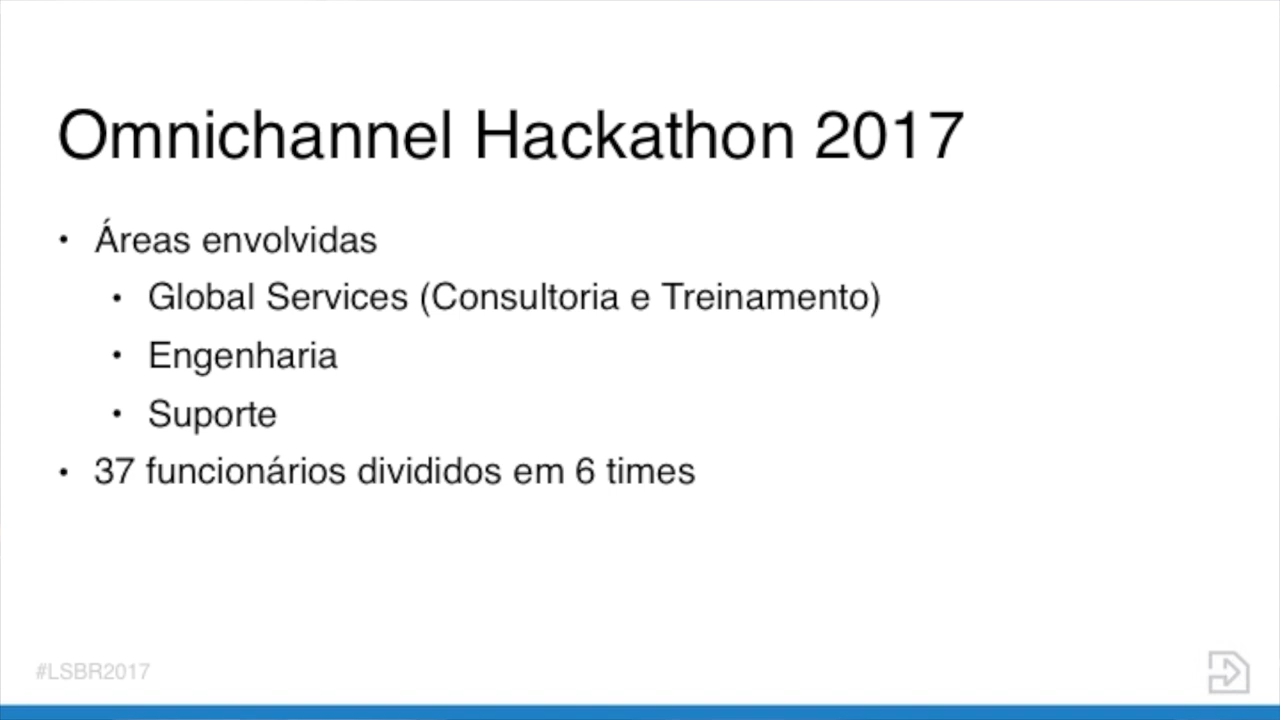 Omnichannel Hackathon 2017
• Áreas envolvidas
• Global Services (Consultoria e Treinamento)
• Engenharia
• Suporte
• 37 funcionários divididos em 6 times
#LSBR2017